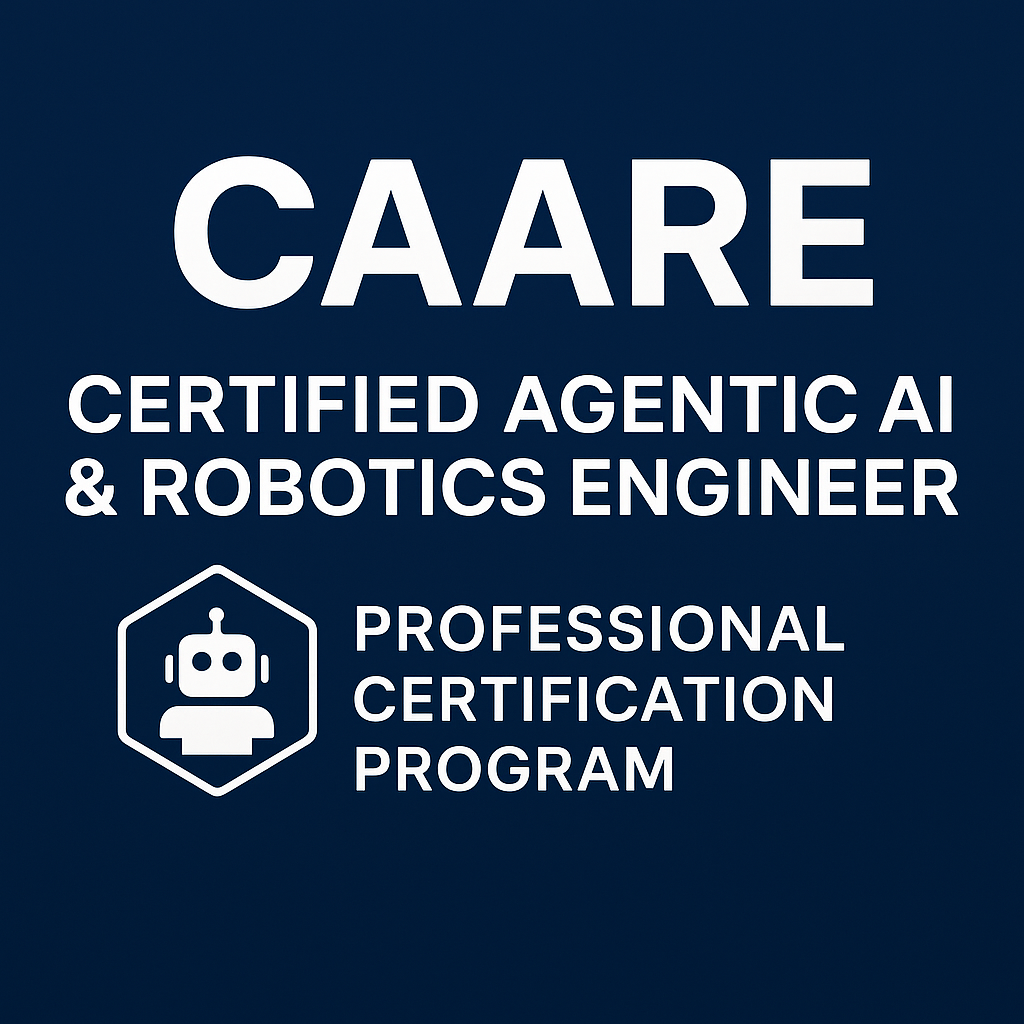 CAARE
CERTIFIED AGENTIC AI
& ROBOTICS ENGINEER
PROFESSIONAL
CERTIFICATION
PROGRAM